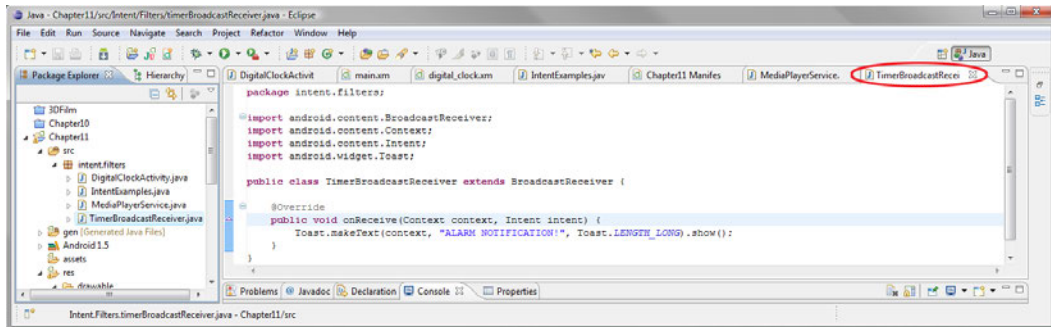 Java - Chapter11/src/Intent/Filters/timerBroadcastReceiver.java - Eclipse
File Edit Run Source Navigate Search Project Refactor Window Help
Java
Package Explorer
Hierarchy
DigitalClockActivit
main.xm
digital_clock.xm
IntentExamples.jav
Chapter11 Manifes
MediaPlayerService.
TimerBroadcastRecei
3DFilm
Chapter10
Chapter11
src
intent.filters
DigitalClockActivity.java
IntentExamples.java
MediaPlayerService.java
TimerBroadcastReceiver.java
gen [Generated Java Files]
Android 1.5
assets
res
drawable
package intent.filters;
import android.content.BroadcastReceiver;
import android.content.Context;
import android.content.Intent;
import android.widget.Toast;
public class TimerBroadcastReceiver extends BroadcastReceiver {
@Override
public void onReceive(Context context, Intent intent) {
Toast.makeText(context, "ALARM NOTIFICATION!", Toast.LENGTH_LONG).show();
}
}
Problems @ Javadoc Declaration Console Properties
Intent.Filters.timerBroadcastReceiver.java - Chapter11/src